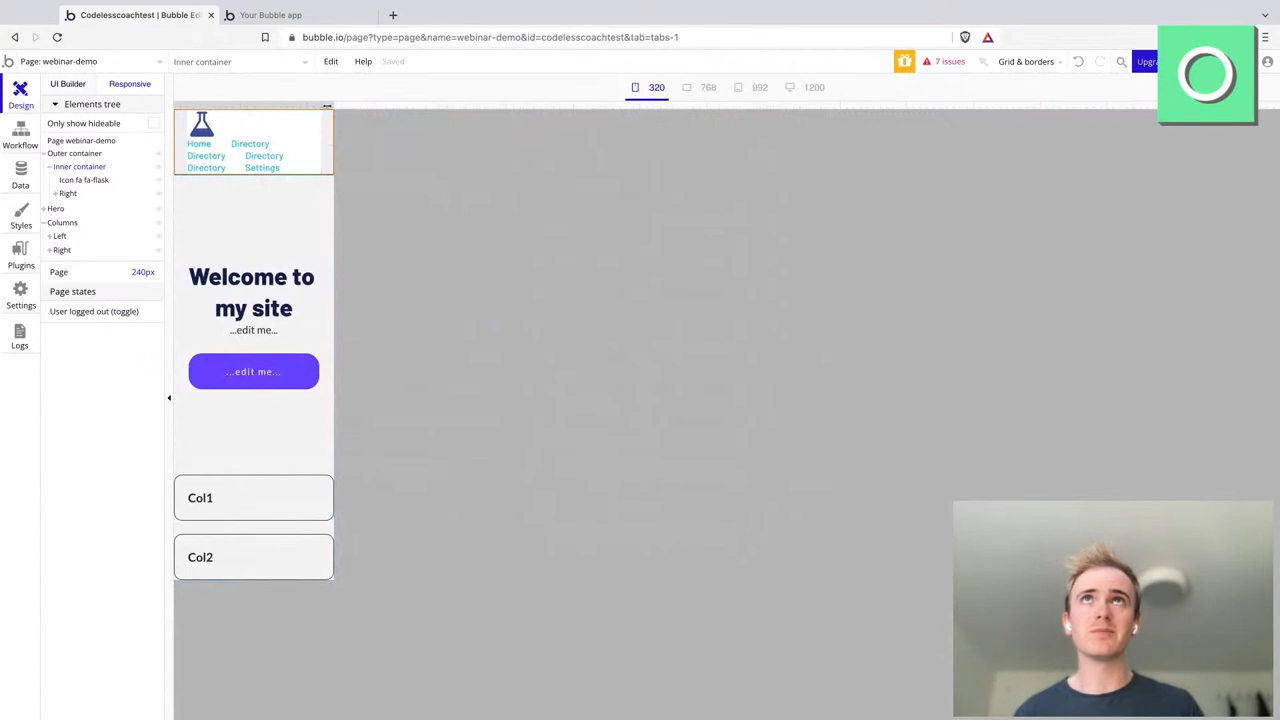 Codelesscoachtest | Bubble Ed
Your Bubble app
bubble.io/page?type=page&name=webinar-demo&id=codelesscoachtest&tab=tabs-1
Page: webinar-demo
Inner container
Edit
Help
Saved
7 issues
Grid & borders
Upgra
Design
Workflow
Data
Styles
Plugins
Settings
Logs
UI Builder
Responsive
Elements tree
Only show hideable
Page webinar-demo
Outer container
Inner container
Icon fa fa-flask
Right
Hero
Columns
Left
Right
Page
240px
Page states
User logged out (toggle)
320
768
992
1200
Home Directory
Directory Directory
Directory Settings
Welcome to
my site
...edit me...
...edit me...
Col1
Col2